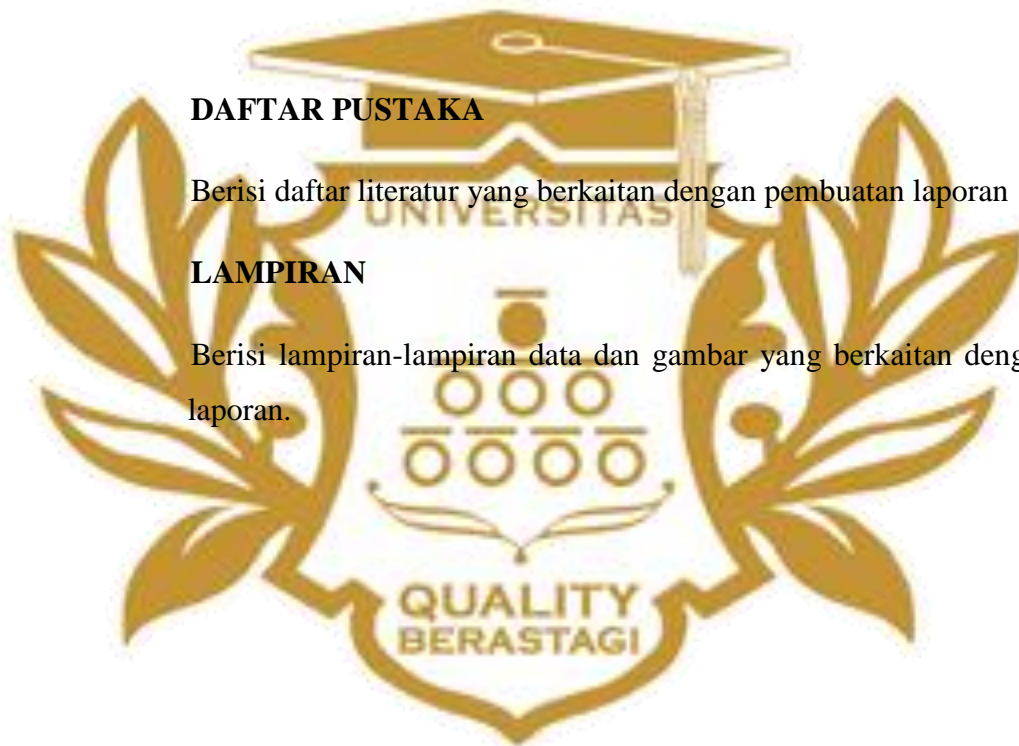 DAFTAR PUSTAKA
Berisi daftar literatur yang berkaitan dengan pembuatan laporan
UNIVERSITAS
LAMPIRAN
Berisi lampiran-lampiran data dan gambar yang berkaitan
laporan.
QUALITY
BERASTAGI